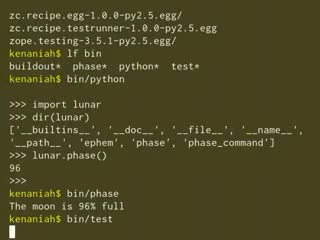 zc.recipe.egg-1.0.0-py2.5.egg/
zc.recipe.testrunner-1.0.0-py2.5.egg
zope.testing-3.5.1-py2.5.egg/
kenaniah$ lf bin
buildout*  phase*  python*  test*
kenaniah$ bin/python
>>> import lunar
>>> dir(lunar)
['__builtins__', '__doc__', '__file__', '__name__',
'__path__', 'ephem', 'phase', 'phase_command']
>>> lunar.phase()
96
>>>
kenaniah$ bin/phase
The moon is 96% full
kenaniah$ bin/test